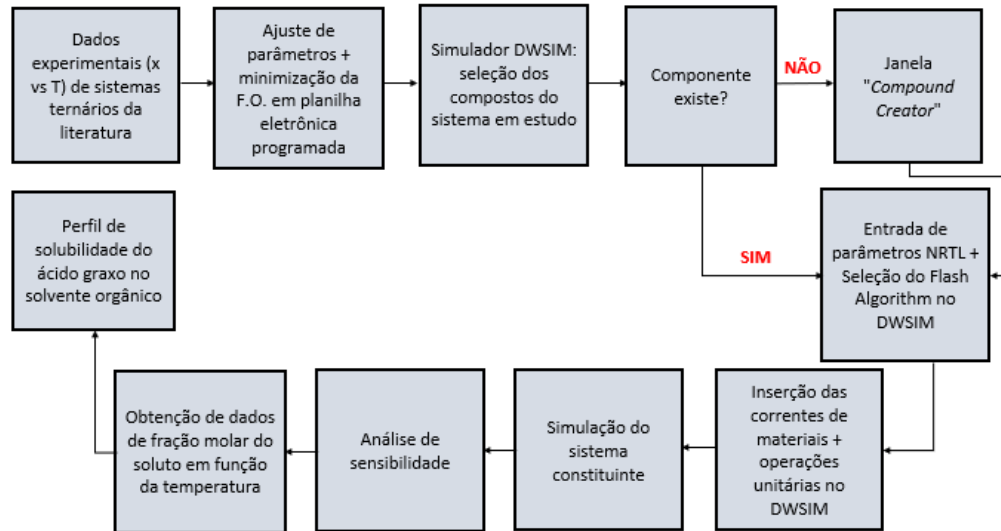 Dados
experimentais (x
vs T) de sistemas
ternários da
literatura
Ajuste de
parâmetros +
minimização da
F.O. em planilha
eletrônica
programada
Simulador DWSIM:
seleção dos
compostos do
sistema em estudo
Componente
existe?
NÃO
Janela
"Compound
Creator"
SIM
Entrada de
parâmetros NRTL +
Seleção do Flash
Algorithm no
DWSIM
Inserção das
correntes de
materiais +
operações
unitárias no
DWSIM
Simulação do
sistema
constituinte
Análise de
sensibilidade
Obtenção de dados
de fração molar do
soluto em função
da temperatura
Perfil de
solubilidade do
ácido graxo no
solvente orgânico